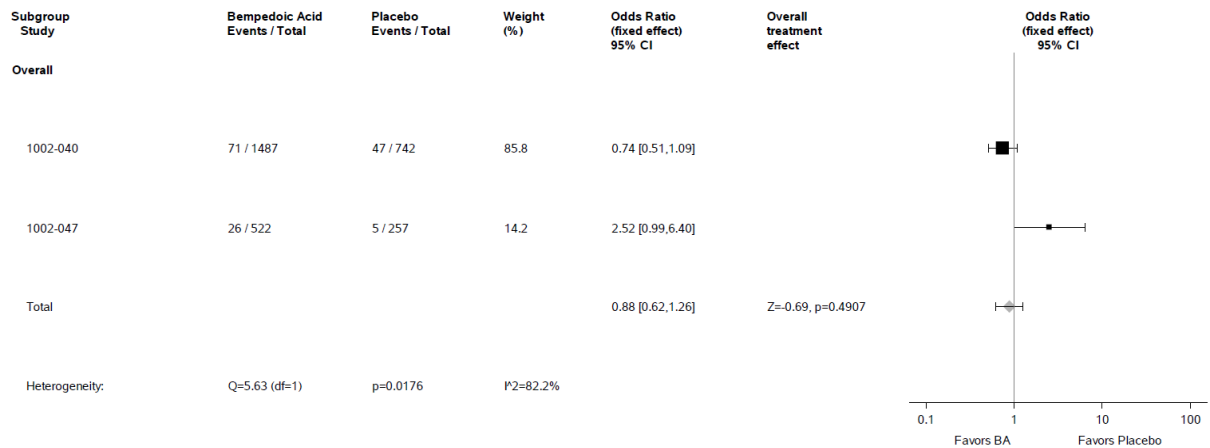 Subgroup Bempedoic Acid Placebo Weight Odds Ratio Overall Odds Ratio
Study Events / Total Events / Total (%) (fixed effect) treatment (fixed effect)
95% CI effect 95% CI
Overall
1002-040 71 / 1487 47 / 742 85.8 0.74 [0.51,1.09]
1002-047 26 / 522 5 / 257 14.2 2.52 [0.99,6.40]
Total 0.88 [0.62,1.26] Z=-0.69, p=0.4907
Heterogeneity: Q=5.63 (df=1) p=0.0176 I^2=82.2%
0.1 1 10 100
Favors BA Favors Placebo